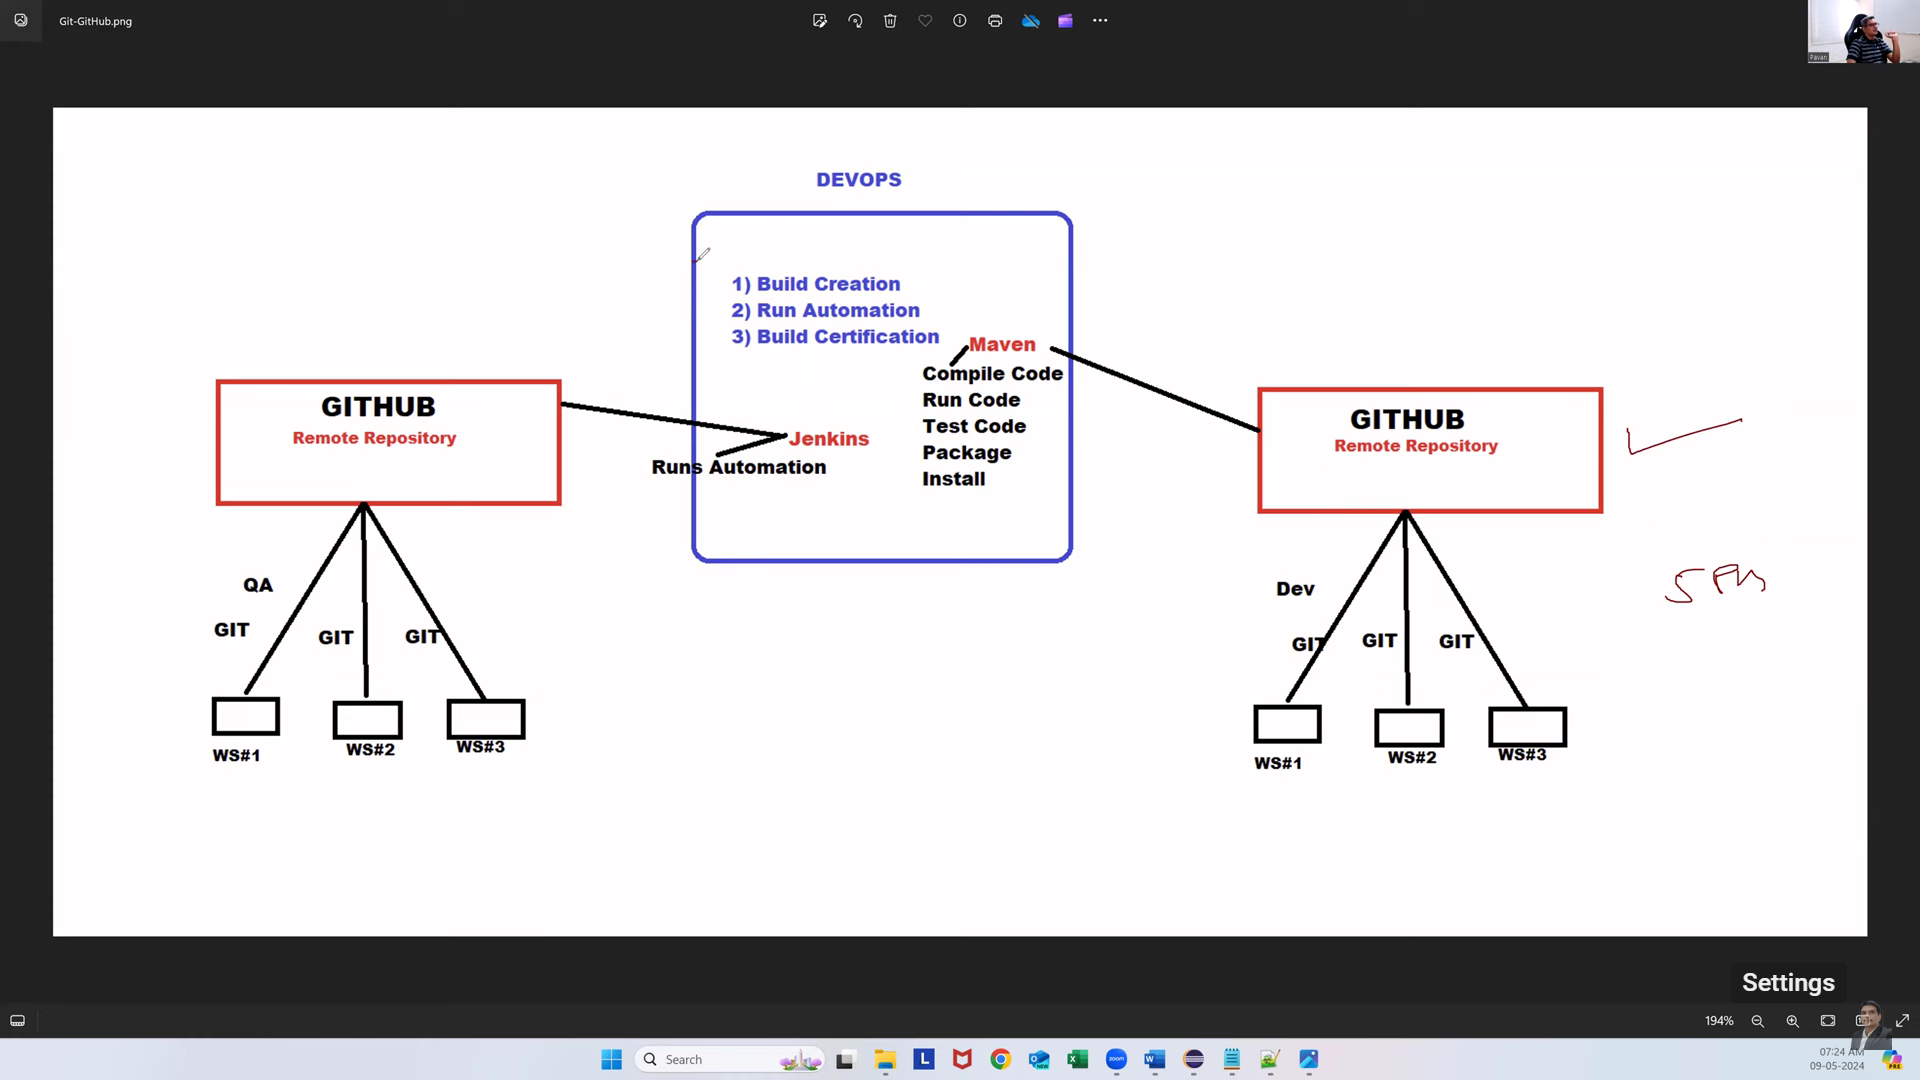 Git-GitHub.png
Pavan
DEVOPS
1) Build Creation
2) Run Automation
3) Build Certification
Maven
Compile Code
Run Code
Test Code
Package
Install
GITHUB
Remote Repository
Jenkins
Runs Automation
GITHUB
Remote Repository
QA
GIT
GIT
GIT
WS#1
WS#2
WS#3
Dev
GIT
GIT
GIT
WS#1
WS#2
WS#3
Settings
194%
Search
07:24 AM
09-05-2024